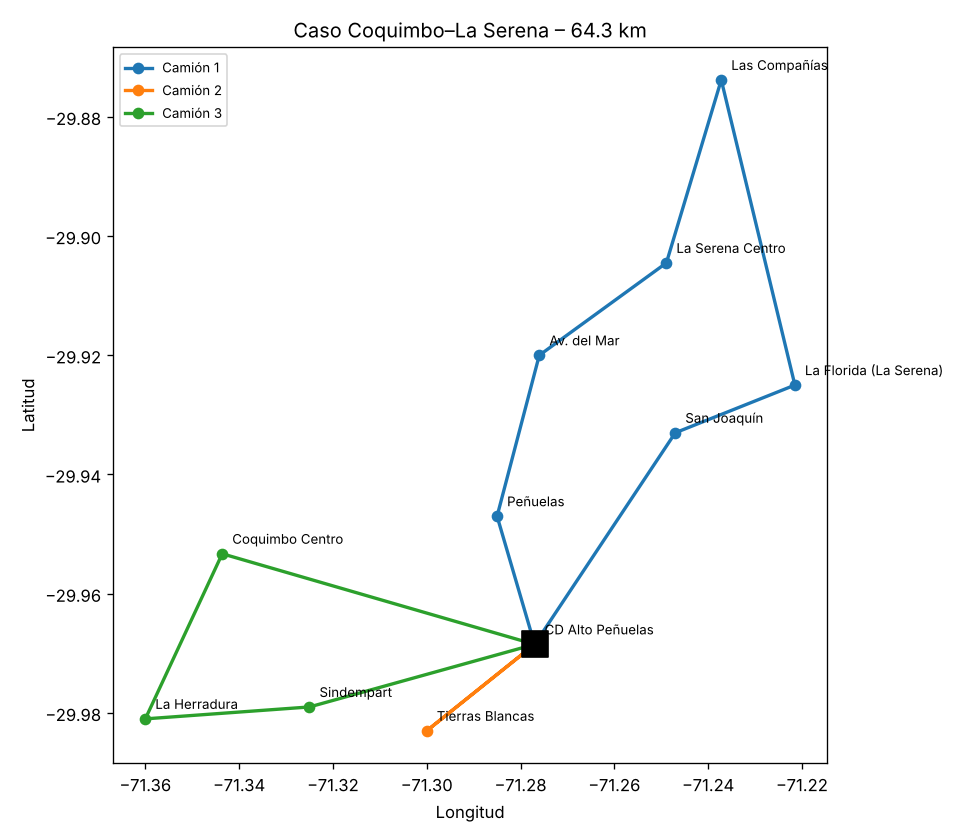 Caso Coquimbo–La Serena – 64.3 km
Camión 1
Camión 2
Camión 3
Las Compañías
La Serena Centro
Av. del Mar
La Florida (La Serena)
San Joaquín
Peñuelas
Coquimbo Centro
CD Alto Peñuelas
Sindempart
La Herradura
Tierras Blancas
−29.88
−29.90
−29.92
−29.94
−29.96
−29.98
Latitud
−71.36
−71.34
−71.32
−71.30
−71.28
−71.26
−71.24
−71.22
Longitud